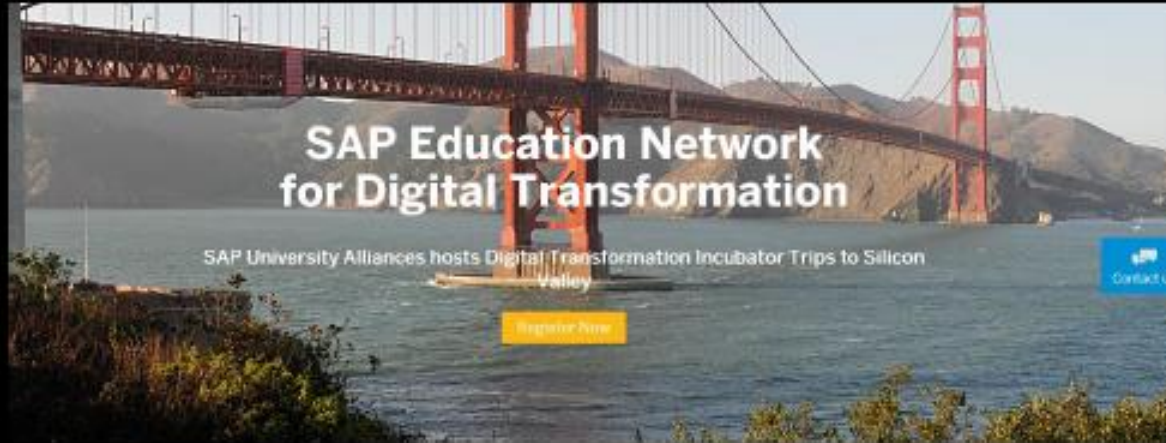 SAP Education Network
for Digital Transformation
SAP University Alliances hosts Digital Transformation Incubator Trips to Silicon
Valley
Register Now
Contact